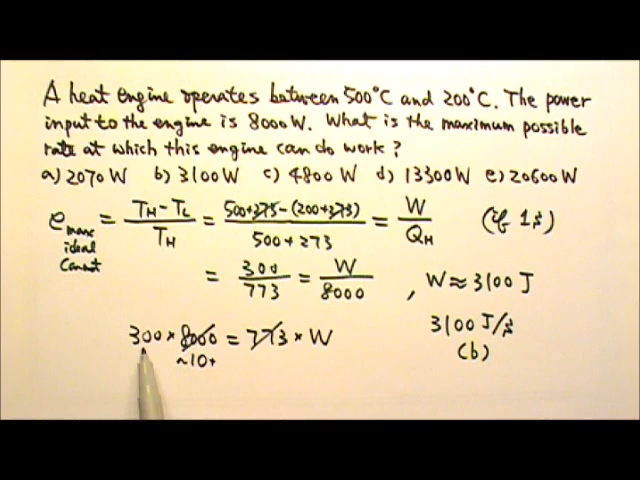 A heat engine operates between 500°C and 200°C. The power
input to the engine is 8000 W. What is the maximum possible
rate at which this engine can do work?
a) 2070 W b) 3100 W c) 4800 W d) 13300 W e) 20600 W
e max ideal Carnot = (TH - TL) / TH = (500+273 - (200+273)) / (500+273) = W / QH (if 1s)
= 300 / 773 = W / 8000 , W ≈ 3100 J
300 × 8000 = 773 × W 3100 J/s
~10+ (b)